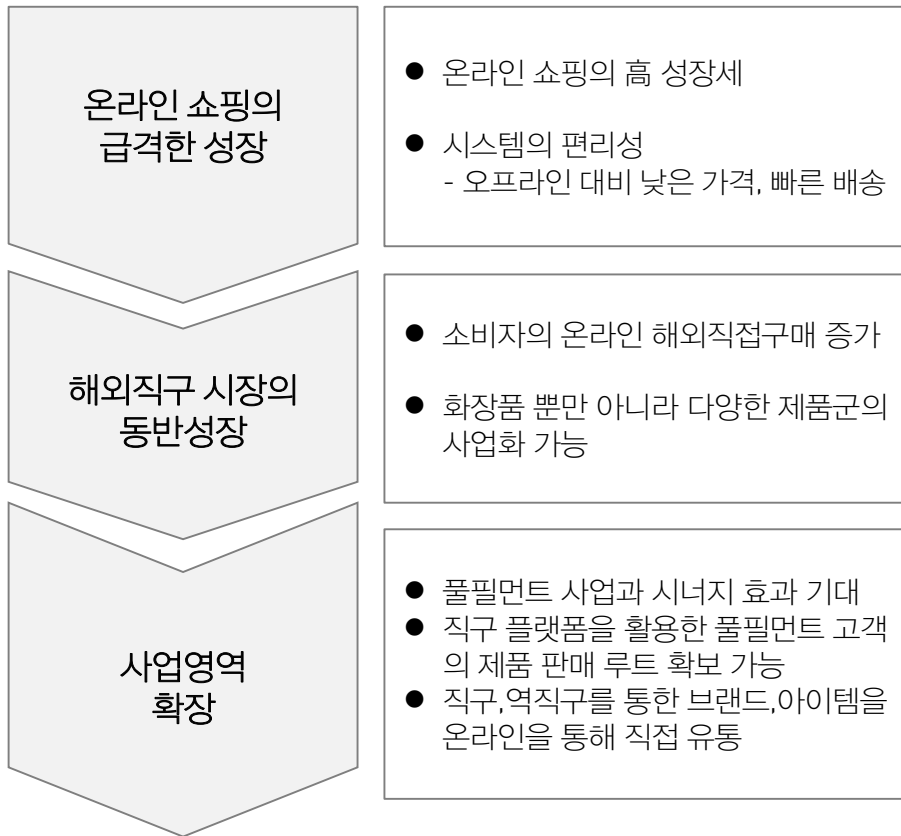 온라인 쇼핑의
급격한 성장
● 온라인 쇼핑의 高 성장세
● 시스템의 편리성
- 오프라인 대비 낮은 가격, 빠른 배송
해외직구 시장의
동반성장
● 소비자의 온라인 해외직접구매 증가
● 화장품 뿐만 아니라 다양한 제품군의
사업화 가능
사업영역
확장
● 풀필먼트 사업과 시너지 효과 기대
● 직구 플랫폼을 활용한 풀필먼트 고객
의 제품 판매 루트 확보 가능
● 직구,역직구를 통한 브랜드,아이템을
온라인을 통해 직접 유통